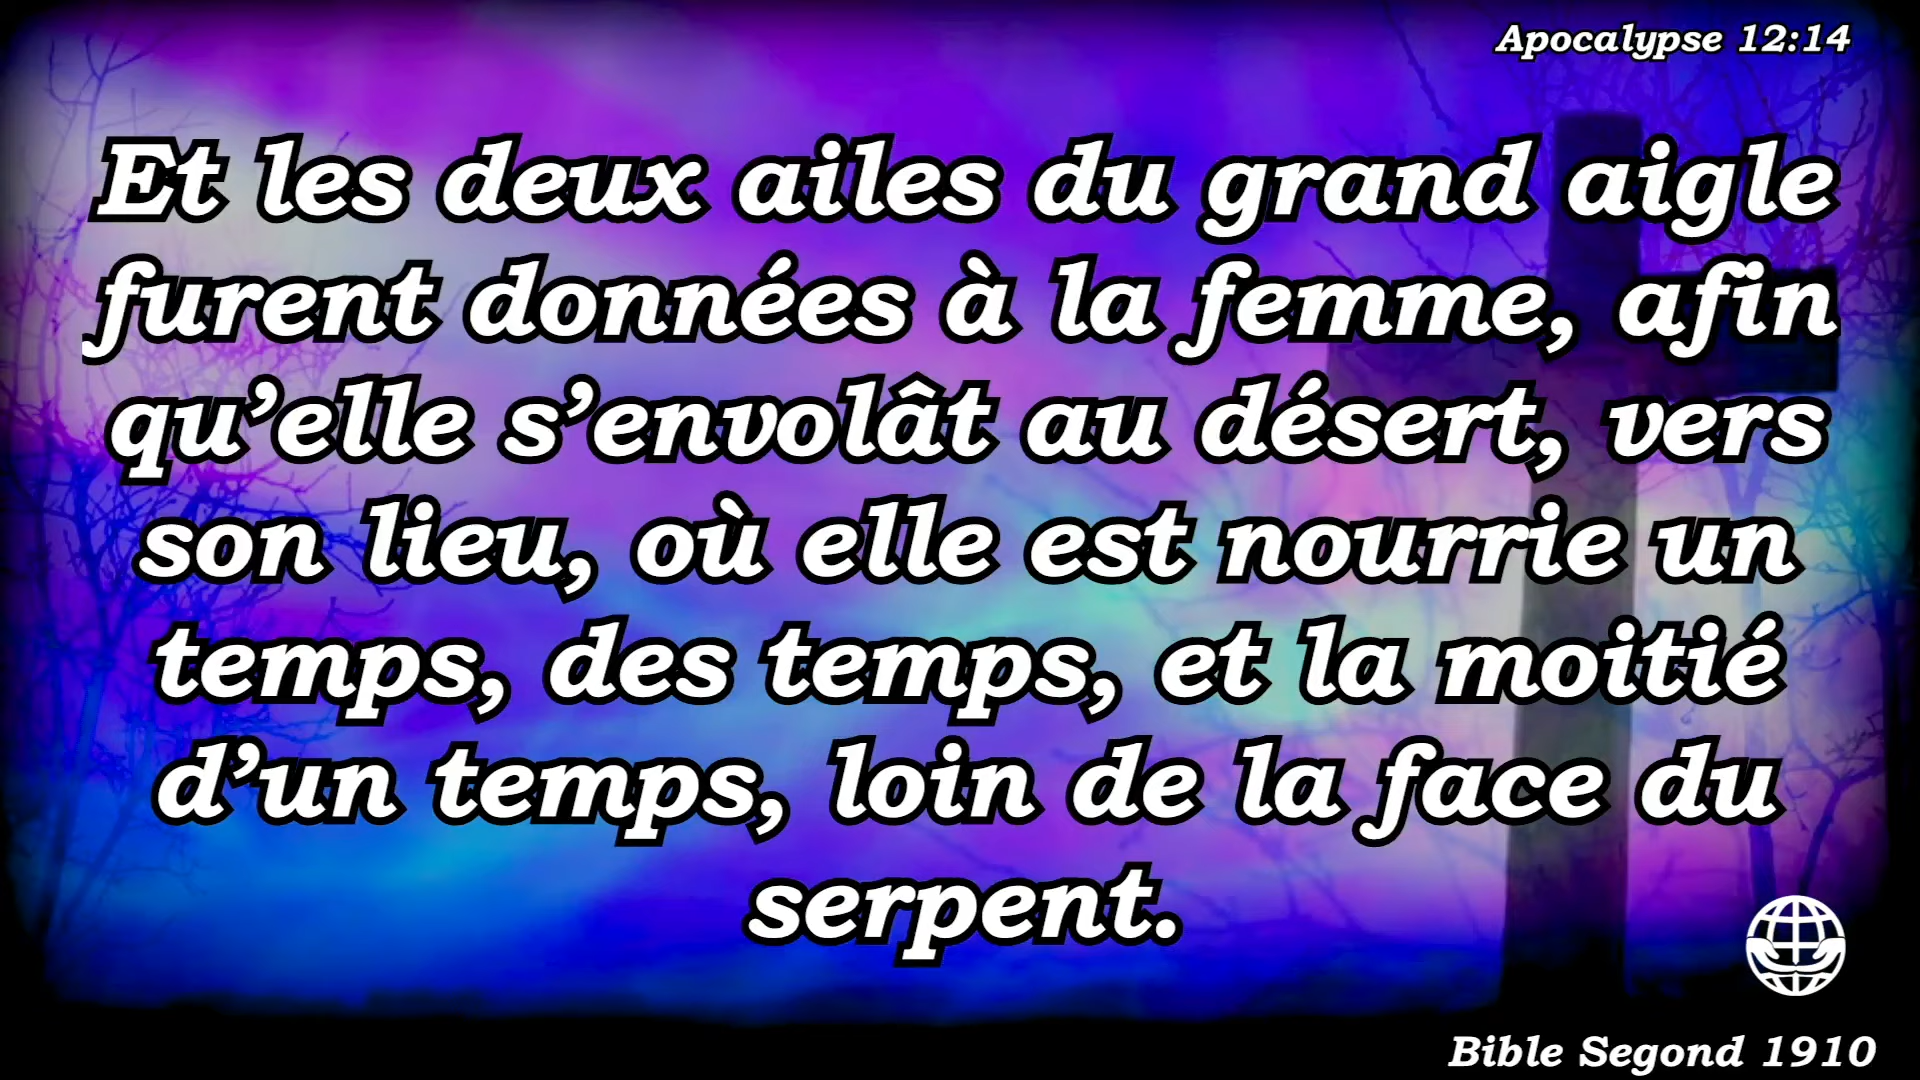 Apocalypse 12:14
Et les deux ailes du grand aigle
furent données à la femme, afin
qu’elle s’envolât au désert, vers
son lieu, où elle est nourrie un
temps, des temps, et la moitié
d’un temps, loin de la face du
serpent.
Bible Segond 1910